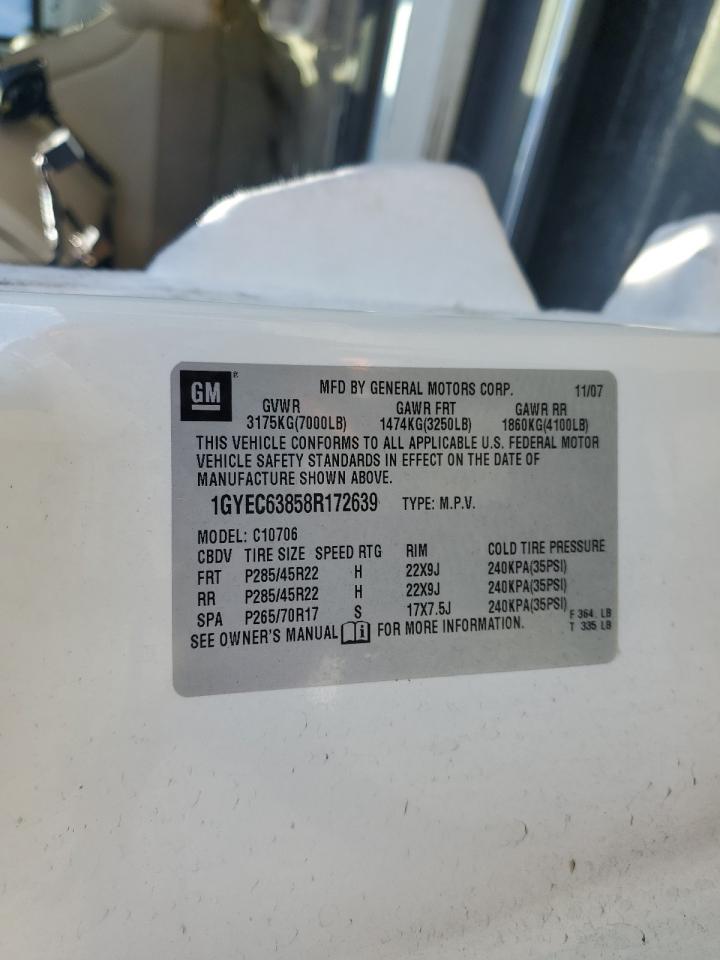 GM ® MFD BY GENERAL MOTORS CORP. 11/07
GVWR GAWR FRT GAWR RR
3175KG(7000LB) 1474KG(3250LB) 1860KG(4100LB)
THIS VEHICLE CONFORMS TO ALL APPLICABLE U.S. FEDERAL MOTOR
VEHICLE SAFETY STANDARDS IN EFFECT ON THE DATE OF
MANUFACTURE SHOWN ABOVE.
1GYEC63858R172639 TYPE: M.P.V.
MODEL: C10706
CBDV TIRE SIZE SPEED RTG RIM COLD TIRE PRESSURE
FRT P285/45R22 H 22X9J 240KPA(35PSI)
RR P285/45R22 H 22X9J 240KPA(35PSI)
SPA P265/70R17 S 17X7.5J 240KPA(35PSI) F 364. LB
SEE OWNER'S MANUAL i FOR MORE INFORMATION. T 335 LB